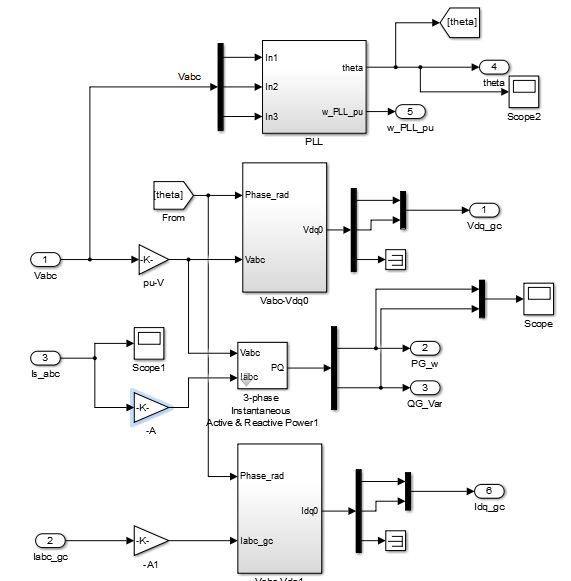 [theta]
Vabc
In1
In2
In3
theta
w_PLL_pu
PLL
4
theta
Scope2
5
w_PLL_pu
[theta]
From
Phase_rad
Vabc
Vdq0
Vabc-Vdq0
1
Vdq_gc
1
Vabc
-K-
pu-V
Scope
3
Is_abc
Scope1
-K-
-A
Vabc
Iabc
PQ
3-phase
Instantaneous
Active & Reactive Power1
2
PG_w
3
QG_Var
Phase_rad
Iabc_gc
Idq0
Vabc-Vdq1
6
Idq_gc
2
Iabc_gc
-K-
-A1